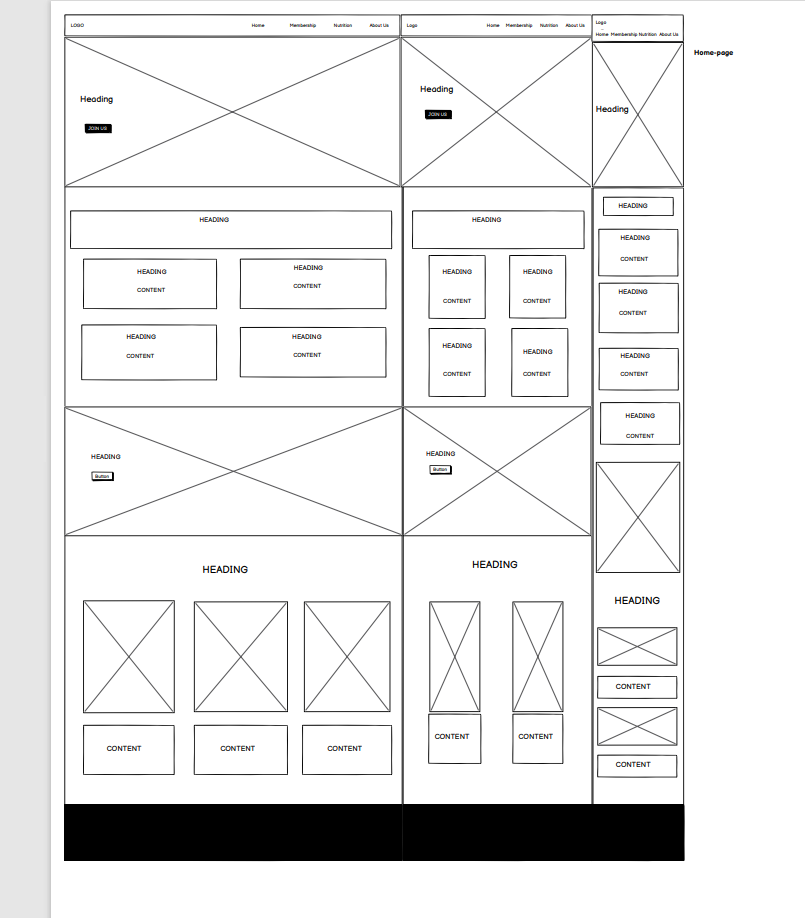 LOGO Home Membership Nutrition About Us
Heading
JOIN US
HEADING
HEADING
CONTENT
HEADING
CONTENT
HEADING
CONTENT
HEADING
CONTENT
HEADING
Button
HEADING
CONTENT CONTENT CONTENT
Logo Home Membership Nutrition About Us
Heading
JOIN US
HEADING
HEADING
CONTENT
HEADING
CONTENT
HEADING
CONTENT
HEADING
CONTENT
HEADING
Button
HEADING
CONTENT CONTENT
Logo
Home Membership Nutrition About Us
Heading
HEADING
HEADING
CONTENT
HEADING
CONTENT
HEADING
CONTENT
HEADING
CONTENT
HEADING
CONTENT
CONTENT
Home-page